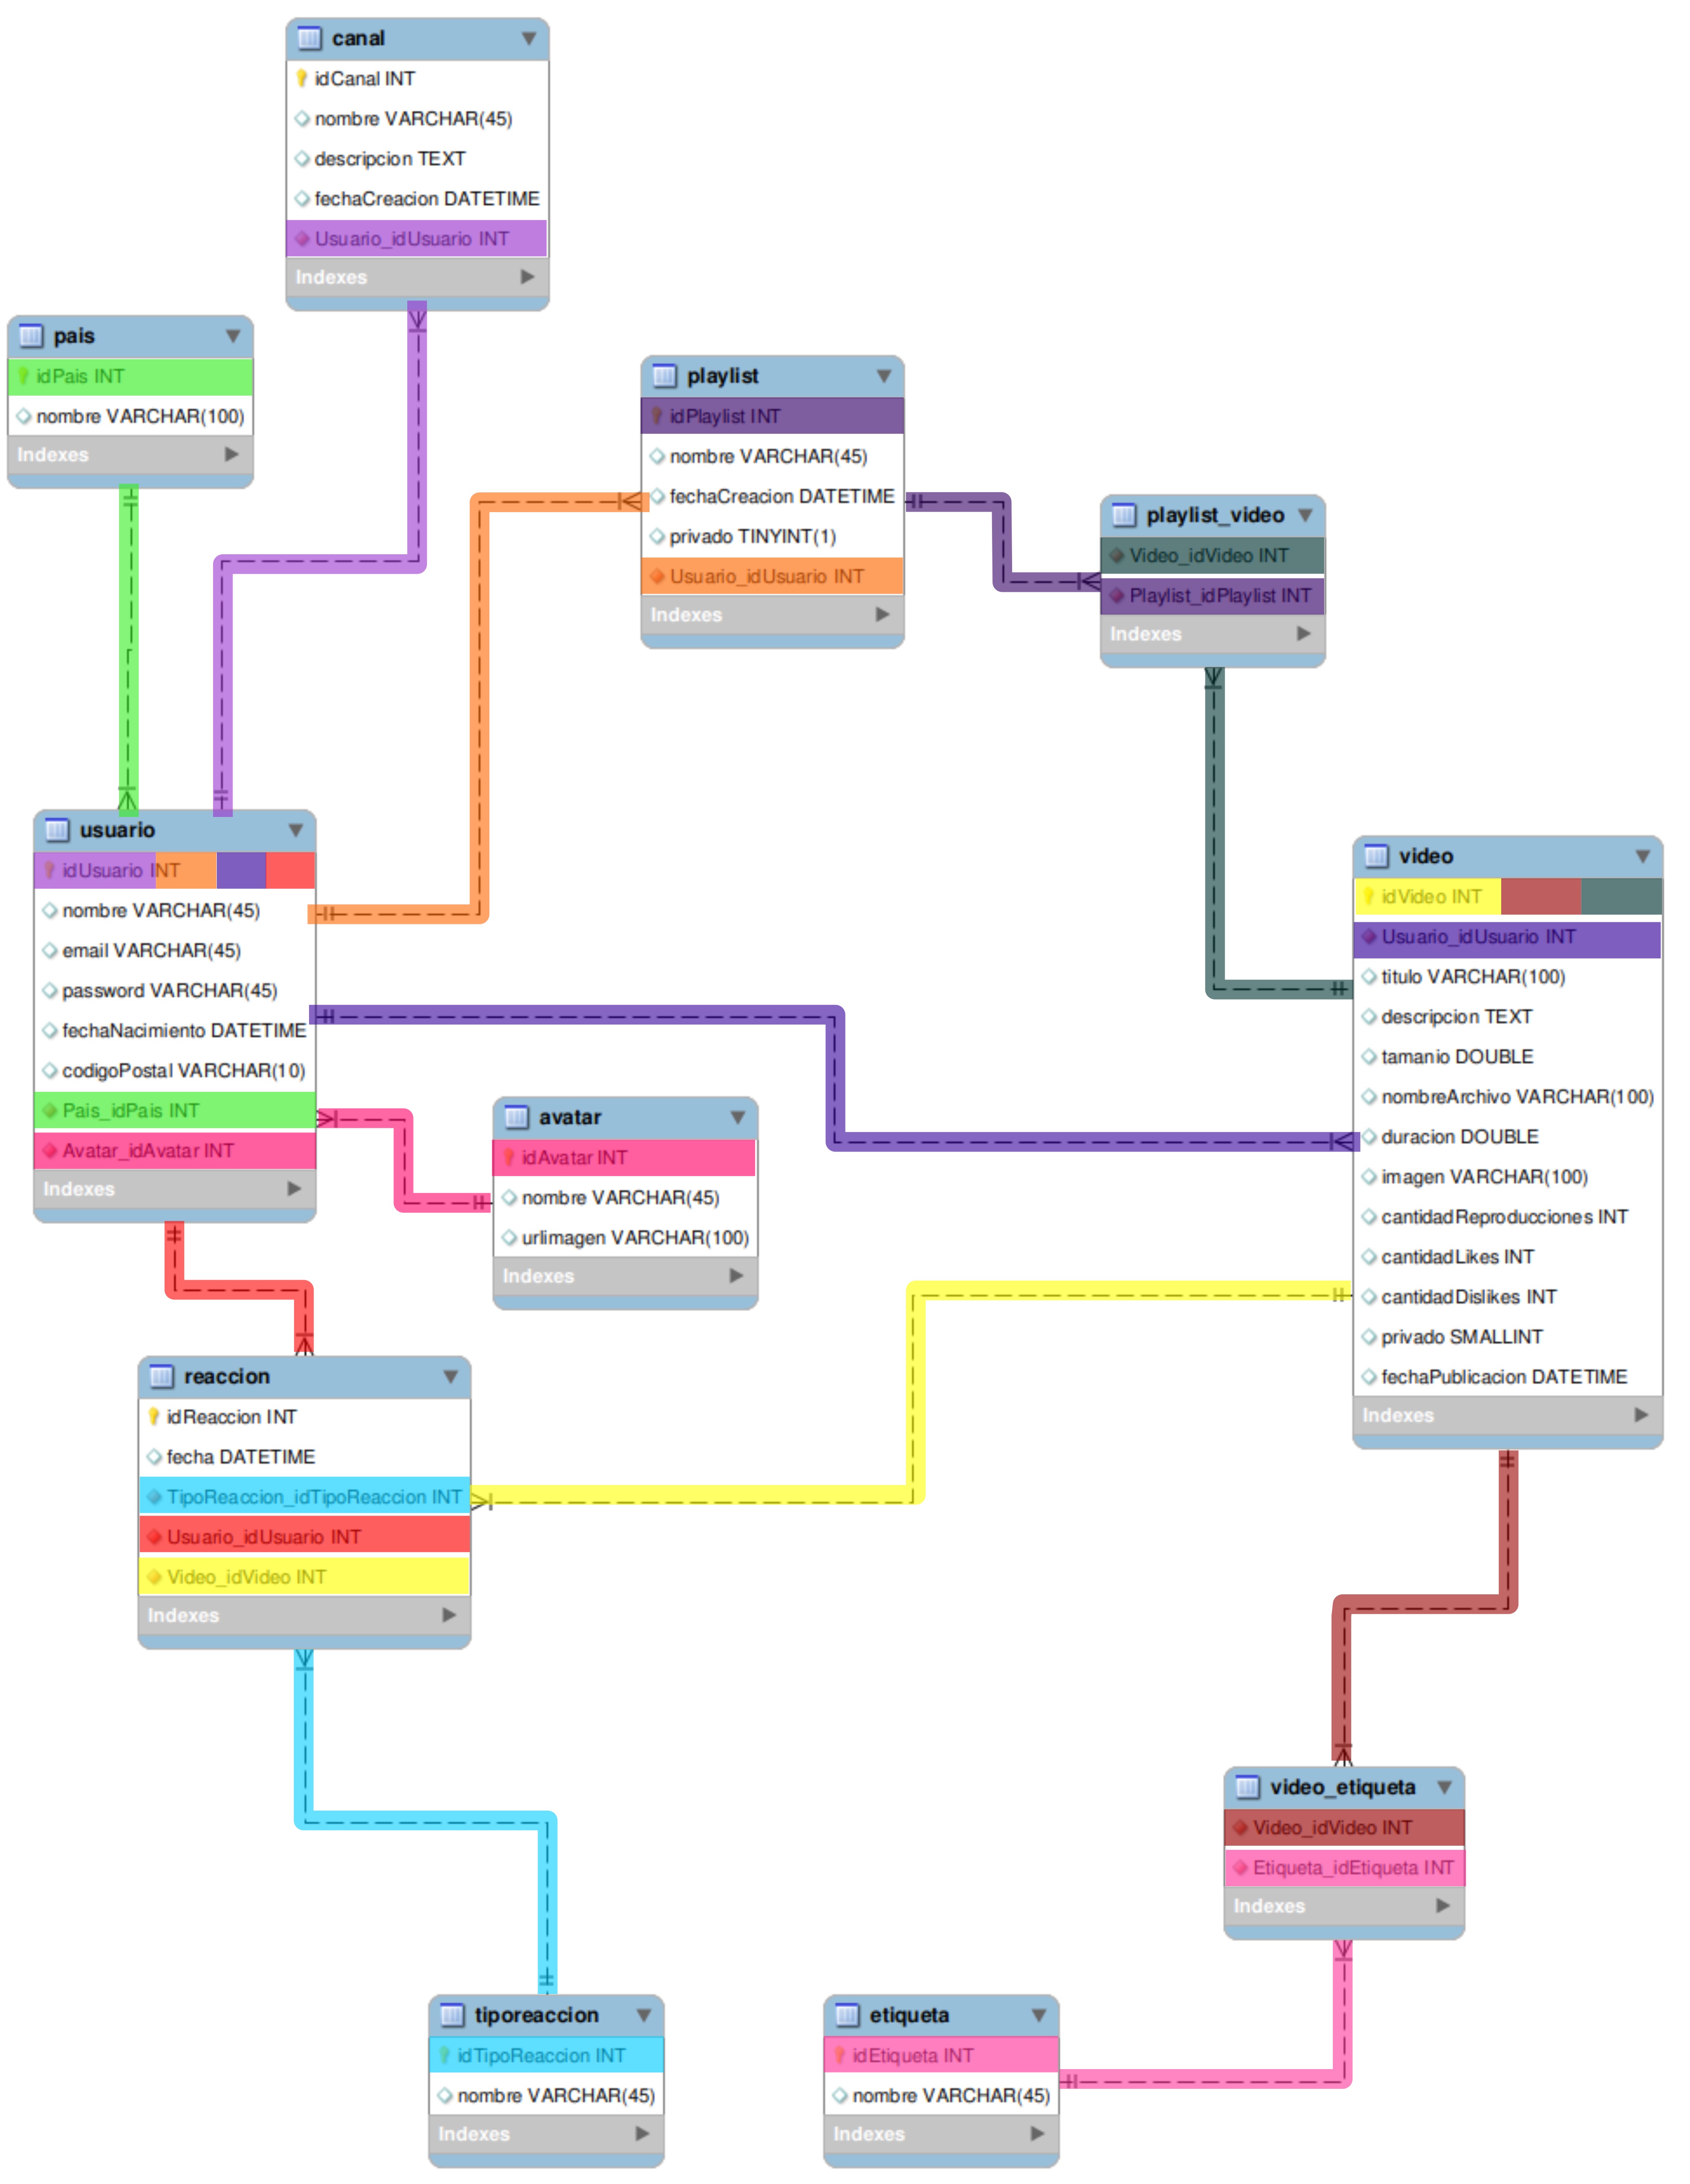 canal
idCanal INT
nombre VARCHAR(45)
descripcion TEXT
fechaCreacion DATETIME
Usuario_idUsuario INT
Indexes
pais
idPais INT
nombre VARCHAR(100)
Indexes
playlist
idPlaylist INT
nombre VARCHAR(45)
fechaCreacion DATETIME
privado TINYINT(1)
Usuario_idUsuario INT
Indexes
playlist_video
Video_idVideo INT
Playlist_idPlaylist INT
Indexes
usuario
idUsuario INT
nombre VARCHAR(45)
email VARCHAR(45)
password VARCHAR(45)
fechaNacimiento DATETIME
codigoPostal VARCHAR(10)
Pais_idPais INT
Avatar_idAvatar INT
Indexes
video
idVideo INT
Usuario_idUsuario INT
titulo VARCHAR(100)
descripcion TEXT
tamanio DOUBLE
nombreArchivo VARCHAR(100)
duracion DOUBLE
imagen VARCHAR(100)
cantidadReproducciones INT
cantidadLikes INT
cantidadDislikes INT
privado SMALLINT
fechaPublicacion DATETIME
Indexes
avatar
idAvatar INT
nombre VARCHAR(45)
urlimagen VARCHAR(100)
Indexes
reaccion
idReaccion INT
fecha DATETIME
TipoReaccion_idTipoReaccion INT
Usuario_idUsuario INT
Video_idVideo INT
Indexes
video_etiqueta
Video_idVideo INT
Etiqueta_idEtiqueta INT
Indexes
tiporeaccion
idTipoReaccion INT
nombre VARCHAR(45)
Indexes
etiqueta
idEtiqueta INT
nombre VARCHAR(45)
Indexes